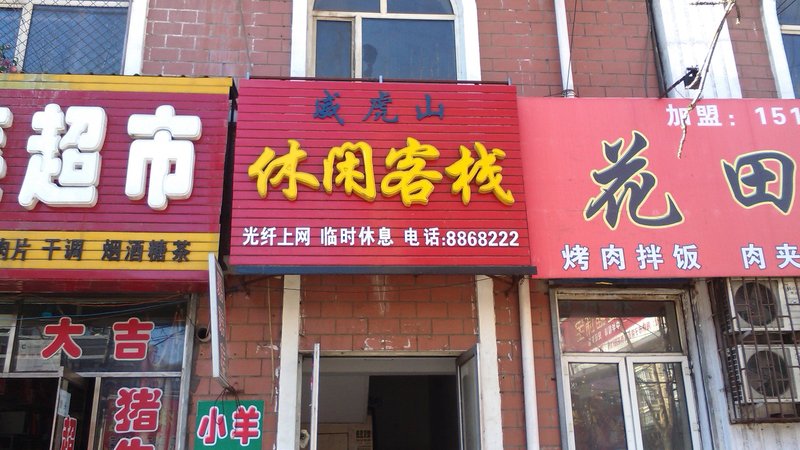 超市
肉片 干调 烟酒糖茶
大吉
猪
小羊
威虎山
休闲客栈
光纤上网 临时休息 电话:8868222
加盟：151
花田
烤肉拌饭 肉夹